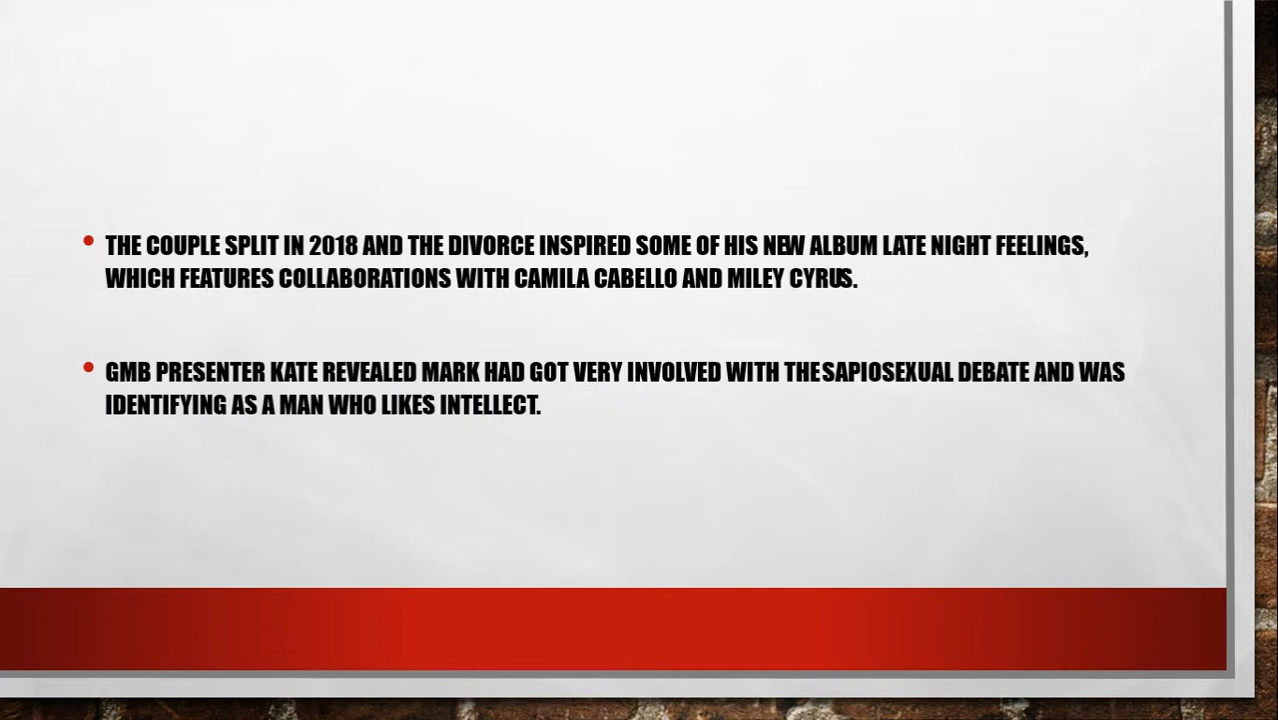 THE COUPLE SPLIT IN 2018 AND THE DIVORCE INSPIRED SOME OF HIS NEW ALBUM LATE NIGHT FEELINGS,
WHICH FEATURES COLLABORATIONS WITH CAMILA CABELLO AND MILEY CYRUS.
GMB PRESENTER KATE REVEALED MARK HAD GOT VERY INVOLVED WITH THE SAPIOSEXUAL DEBATE AND WAS
IDENTIFYING AS A MAN WHO LIKES INTELLECT.